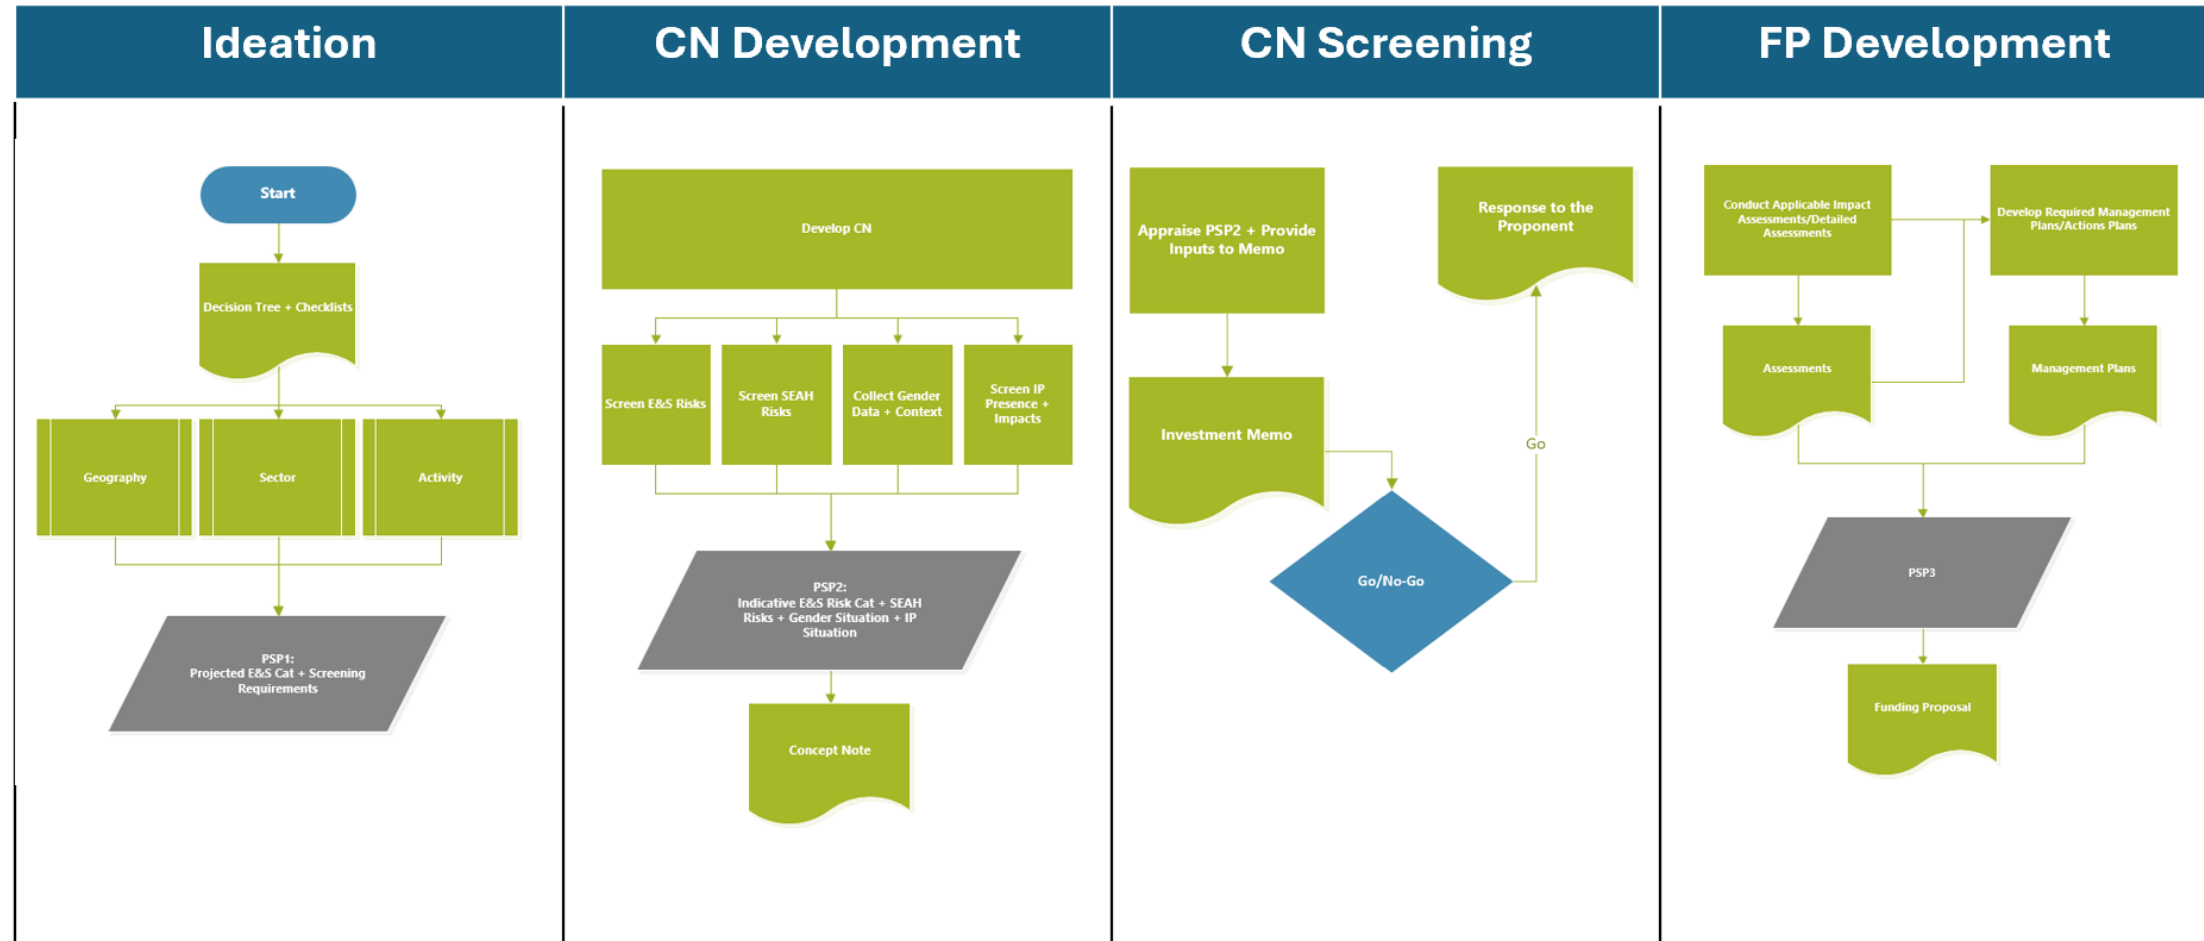 Ideation
CN Development
CN Screening
FP Development
Start
Decision Tree + Checklists
Geography
Sector
Activity
PSP1:
Projected E&S Cat + Screening
Requirements
Develop CN
Screen E&S Risks
Screen SEAH
Risks
Collect Gender
Data + Context
Screen IP
Presence +
Impacts
PSP2:
Indicative E&S Risk Cat + SEAH
Risks + Gender Situation + IP
Situation
Concept Note
Appraise PSP2 + Provide
Inputs to Memo
Investment Memo
Go/No-Go
Go
Response to the
Proponent
Conduct Applicable Impact
Assessments/Detailed
Assessments
Develop Required Management
Plans/Actions Plans
Assessments
Management Plans
PSP3
Funding Proposal